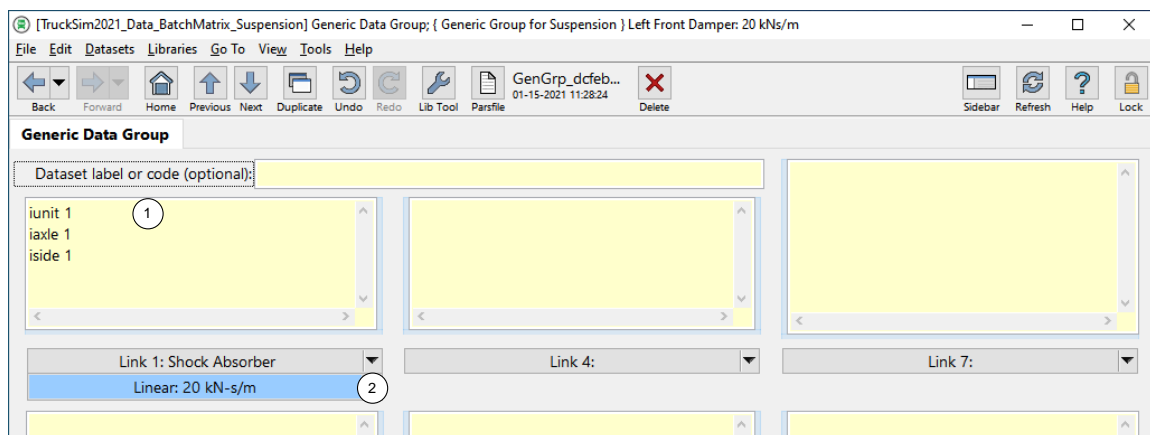 [TruckSim2021_Data_BatchMatrix_Suspension] Generic Data Group; { Generic Group for Suspension } Left Front Damper: 20 kNs/m
File Edit Datasets Libraries Go To View Tools Help
GenGrp_dcfeb...
01-15-2021 11:28:24
Back Forward Home Previous Next Duplicate Undo Redo Lib Tool Parsfile Delete Sidebar Refresh Help Lock
Generic Data Group
Dataset label or code (optional):
iunit 1
1
iaxle 1
iside 1
Link 1: Shock Absorber Link 4: Link 7:
Linear: 20 kN-s/m 2